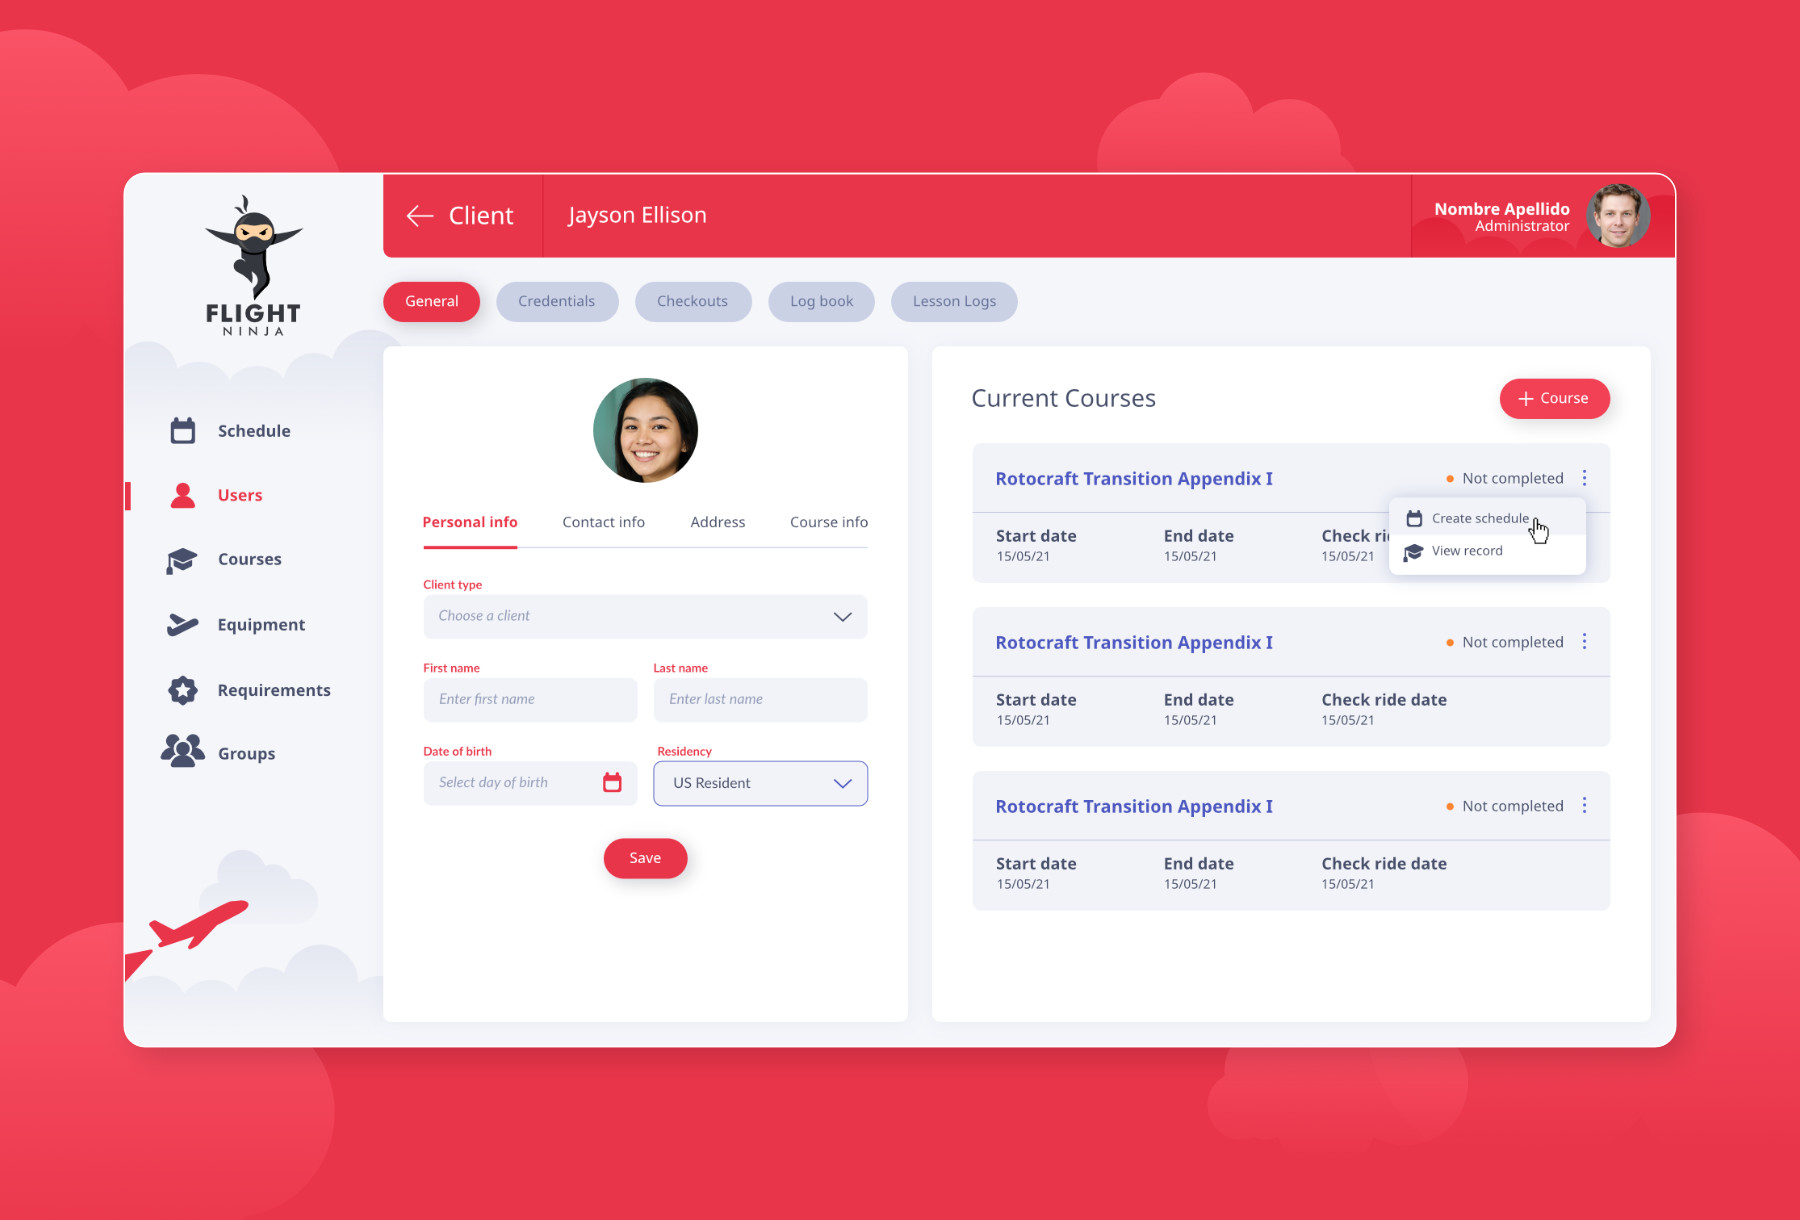 FLIGHT
NINJA
Schedule
Users
Courses
Equipment
Requirements
Groups
Client
Jayson Ellison
Nombre Apellido
Administrator
General
Credentials
Checkouts
Log book
Lesson Logs
Personal info
Contact info
Address
Course info
Client type
Choose a client
First name
Last name
Enter first name
Enter last name
Date of birth
Residency
Select day of birth
US Resident
Save
Current Courses
Course
Rotocraft Transition Appendix I
Not completed
Create schedule
View record
Start date
End date
Check ri
15/05/21
15/05/21
15/05/21
Rotocraft Transition Appendix I
Not completed
Start date
End date
Check ride date
15/05/21
15/05/21
15/05/21
Rotocraft Transition Appendix I
Not completed
Start date
End date
Check ride date
15/05/21
15/05/21
15/05/21